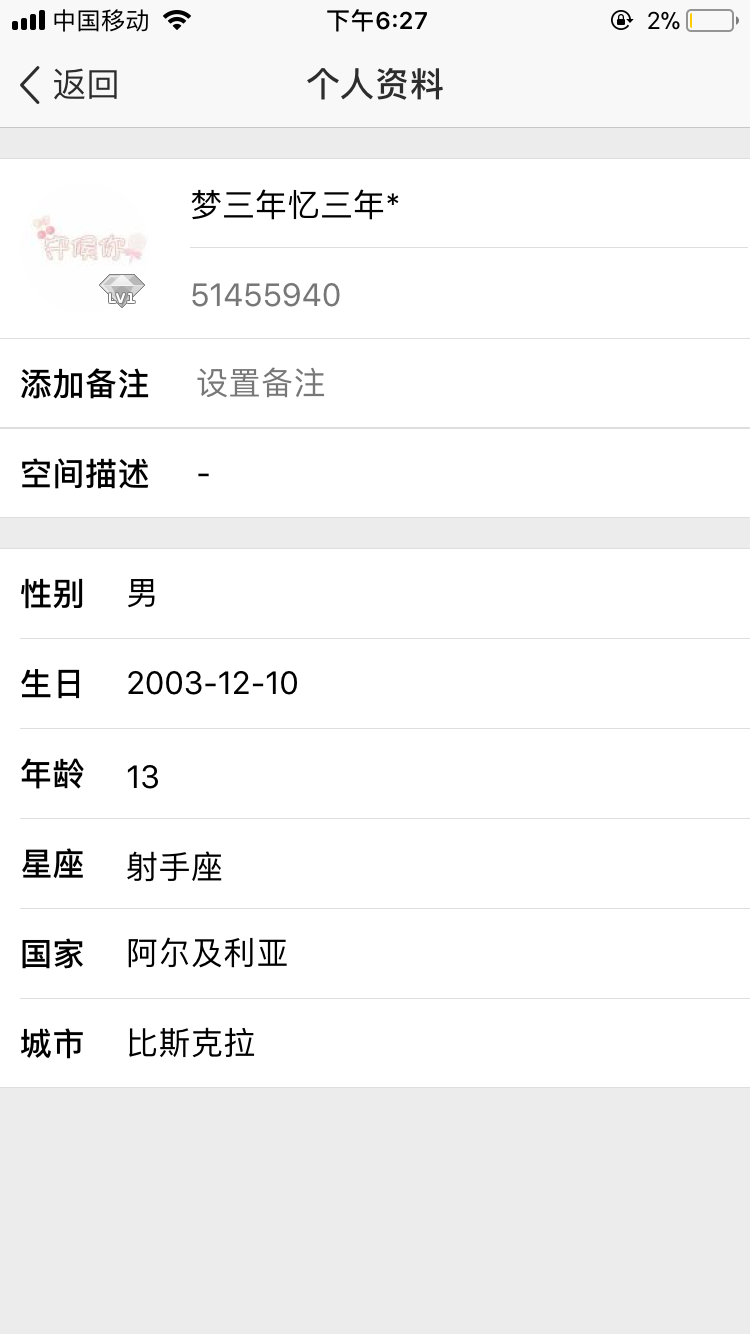 中国移动 下午6:27 2%
返回 个人资料
梦三年忆三年*
守候你
LV1
51455940
添加备注 设置备注
空间描述 -
性别 男
生日 2003-12-10
年龄 13
星座 射手座
国家 阿尔及利亚
城市 比斯克拉